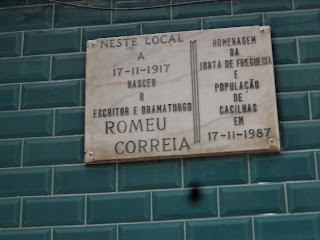 NESTE LOCAL
A
17-11-1917
NASCEU
O
ESCRITOR E DRAMATURGO
ROMEU
CORREIA
HOMENAGEM
DA
JUNTA DE FREGUESIA
E
POPULAÇÃO
DE
CACILHAS
EM
17-11-1987